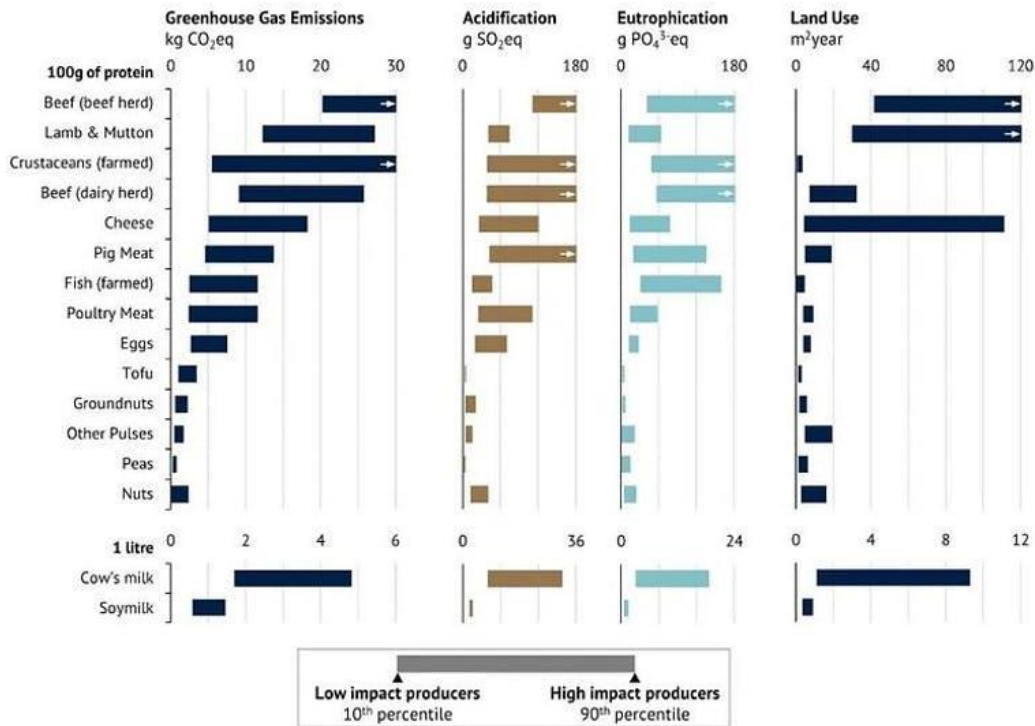 Greenhouse Gas Emissions Acidification Eutrophication Land Use
kg CO₂eq g SO₂eq g PO₄³⁻eq m²year
100g of protein 0 10 20 30 0 180 0 180 0 40 80 120
Beef (beef herd)
Lamb & Mutton
Crustaceans (farmed)
Beef (dairy herd)
Cheese
Pig Meat
Fish (farmed)
Poultry Meat
Eggs
Tofu
Groundnuts
Other Pulses
Peas
Nuts
1 litre 0 2 4 6 0 36 0 24 0 4 8 12
Cow's milk
Soymilk
Low impact producers High impact producers
10th percentile 90th percentile